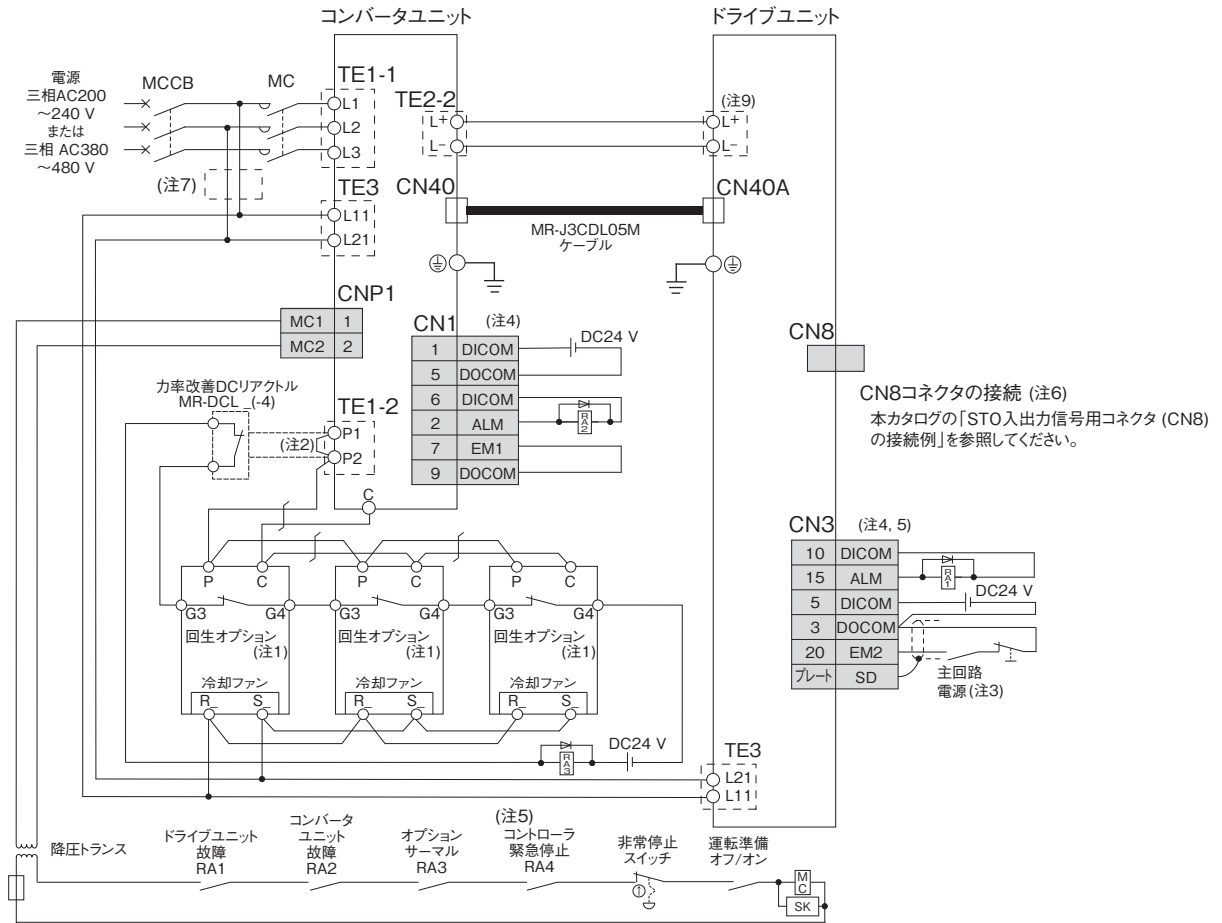 コンバータユニット
ドライブユニット
電源
三相AC200
～240 V
または
三相 AC380
～480 V
MCCB
MC
TE1-1
L1
L2
L3
(注7)
TE3
L11
L21
TE2-2
L+
L-
(注9)
L+
L-
CN40
CN40A
MR-J3CDL05M
ケーブル
CNP1
MC1 1
MC2 2
CN1 (注4)
1 DICOM
5 DOCOM
6 DICOM
2 ALM
7 EM1
9 DOCOM
DC24 V
RA2
CN8
CN8コネクタの接続 (注6)
本カタログの「STO入出力信号用コネクタ (CN8)
の接続例」を参照してください。
力率改善DCリアクトル
MR-DCL_(-4)
(注2)
TE1-2
P1
P2
C
P C
P C
P C
G3 G4
G3 G4
G3 G4
回生オプション
(注1)
回生オプション
(注1)
回生オプション
(注1)
冷却ファン
冷却ファン
冷却ファン
R_ S_
R_ S_
R_ S_
RA3
DC24 V
CN3 (注4, 5)
10 DICOM
15 ALM
5 DICOM
3 DOCOM
20 EM2
プレート SD
RA1
DC24 V
主回路
電源(注3)
TE3
L21
L11
降圧トランス
ドライブユニット
故障
RA1
コンバータ
ユニット
故障
RA2
オプション
サーマル
RA3
(注5)
コントローラ
緊急停止
RA4
非常停止
スイッチ
運転準備
オフ/オン
MC
SK